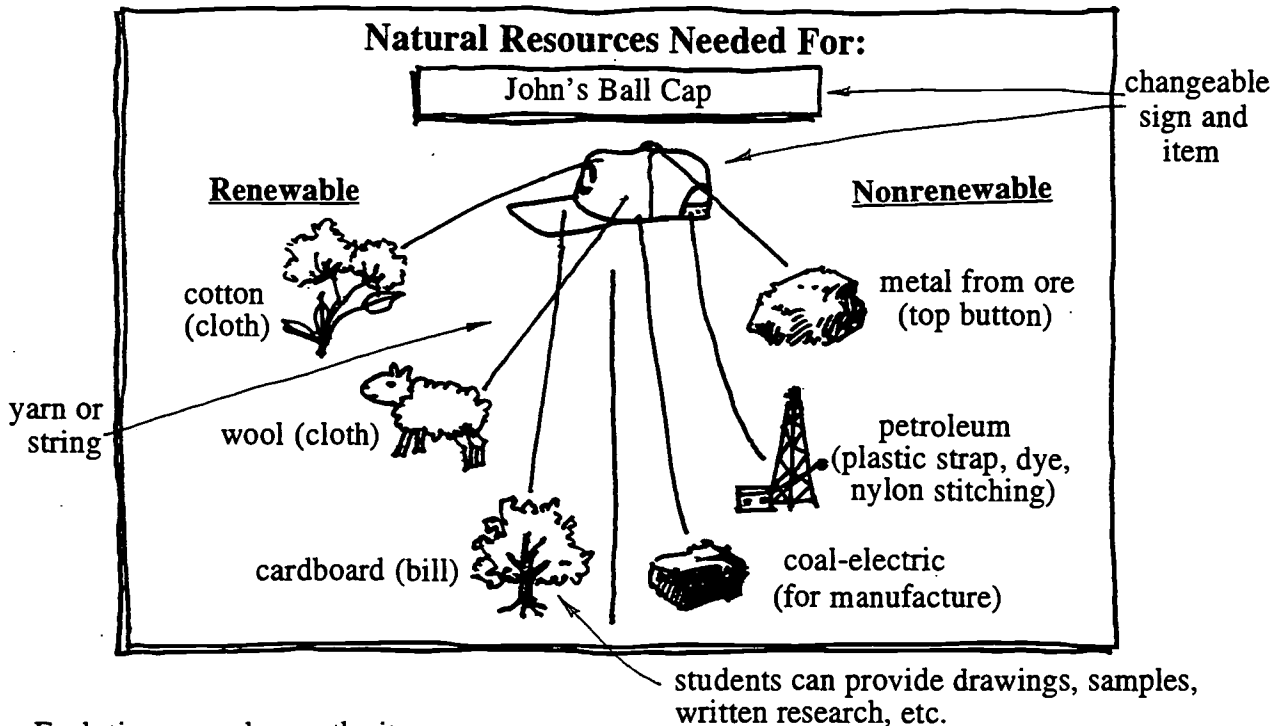 Natural Resources Needed For:
John's Ball Cap
changeable
sign and
item
Renewable
Nonrenewable
cotton
(cloth)
metal from ore
(top button)
yarn or
string
wool (cloth)
petroleum
(plastic strap, dye,
nylon stitching)
cardboard (bill)
coal-electric
(for manufacture)
students can provide drawings, samples,
written research, etc.